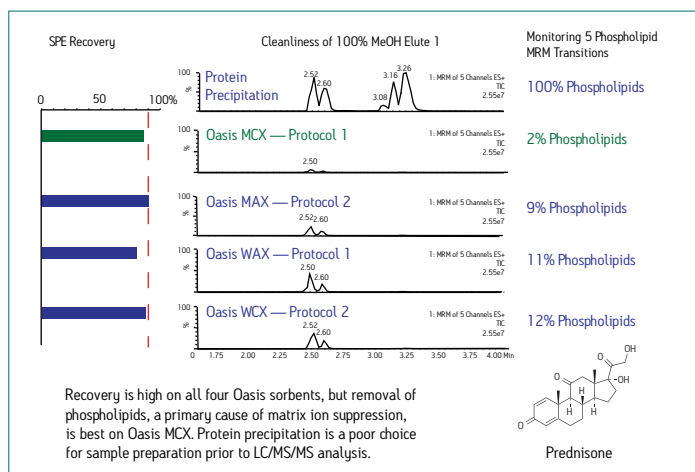 SPE Recovery
Cleanliness of 100% MeOH Elute 1
Monitoring 5 Phospholipid
MRM Transitions
0 50 100%
Protein
Precipitation
100
%
2.52
2.60
3.08
3.16
3.26
1: MRM of 5 Channels ES+
TIC
2.55e7
100% Phospholipids
Oasis MCX — Protocol 1
100
%
2.50
1: MRM of 5 Channels ES+
TIC
2.55e7
2% Phospholipids
Oasis MAX — Protocol 2
100
%
2.52
2.60
1: MRM of 5 Channels ES+
TIC
2.55e7
9% Phospholipids
Oasis WAX — Protocol 1
100
%
2.50
2.60
1: MRM of 5 Channels ES+
TIC
2.55e7
11% Phospholipids
Oasis WCX — Protocol 2
100
%
2.52
2.60
1: MRM of 5 Channels ES+
TIC
2.55e7
12% Phospholipids
0 1.75 2.00 2.25 2.50 2.75 3.00 3.25 3.50 3.75 4.00 Min
Recovery is high on all four Oasis sorbents, but removal of
phospholipids, a primary cause of matrix ion suppression,
is best on Oasis MCX. Protein precipitation is a poor choice
for sample preparation prior to LC/MS/MS analysis.
OH
O
O
OH
H
H
H
O
Prednisone